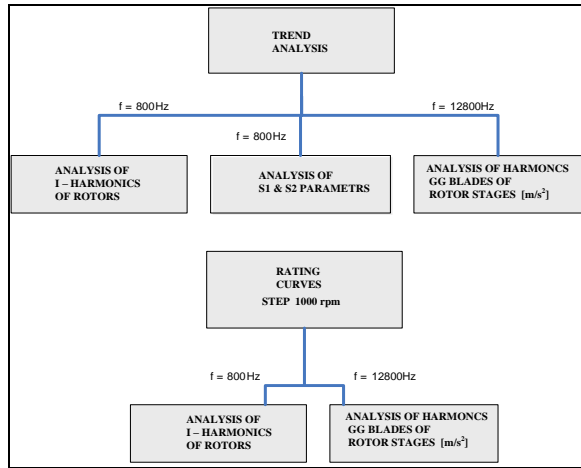 TREND
ANALYSIS
f = 800Hz
f = 12800Hz
f = 800Hz
ANALYSIS OF
I – HARMONICS
OF ROTORS
ANALYSIS OF
S1 & S2 PARAMETRS
ANALYSIS OF HARMONCS
GG BLADES OF
ROTOR STAGES [m/s²]
RATING
CURVES
STEP 1000 rpm
f = 800Hz
f = 12800Hz
ANALYSIS OF
I – HARMONICS
OF ROTORS
ANALYSIS OF HARMONCS
GG BLADES OF
ROTOR STAGES [m/s²]